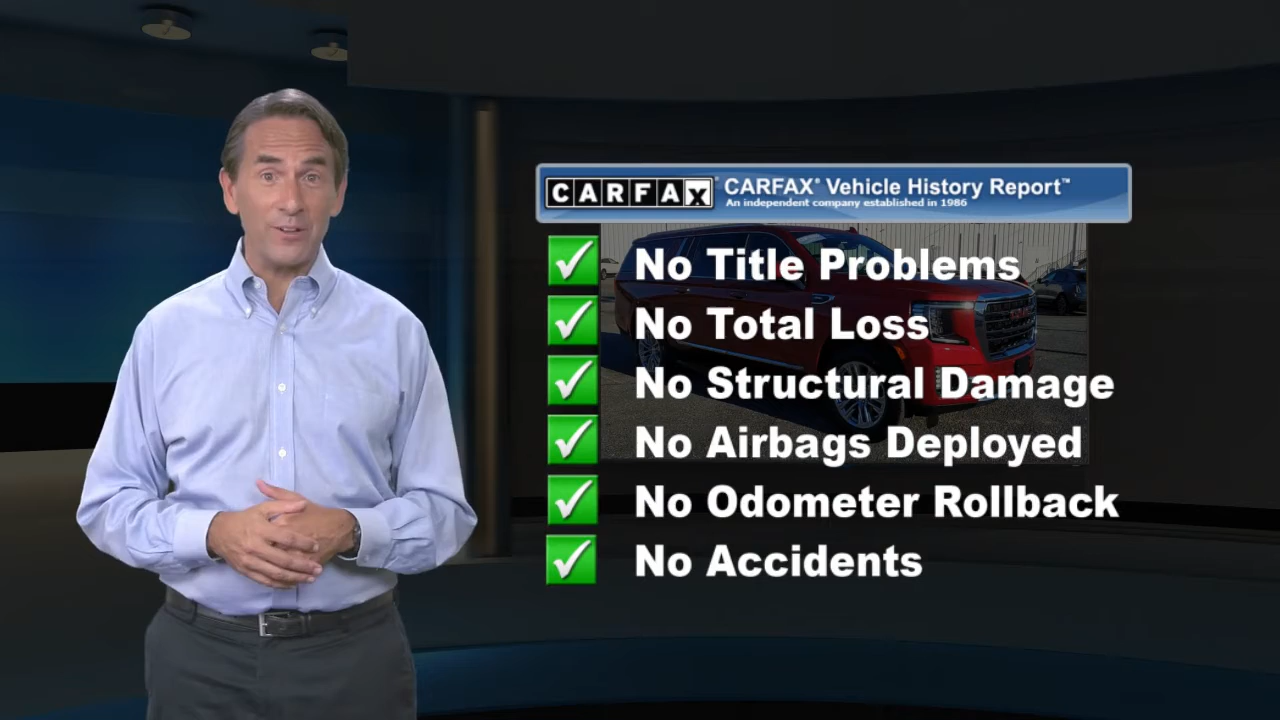 CARFAX® CARFAX® Vehicle History Report™
An independent company established in 1986
No Title Problems
No Total Loss
No Structural Damage
No Airbags Deployed
No Odometer Rollback
No Accidents
GMC